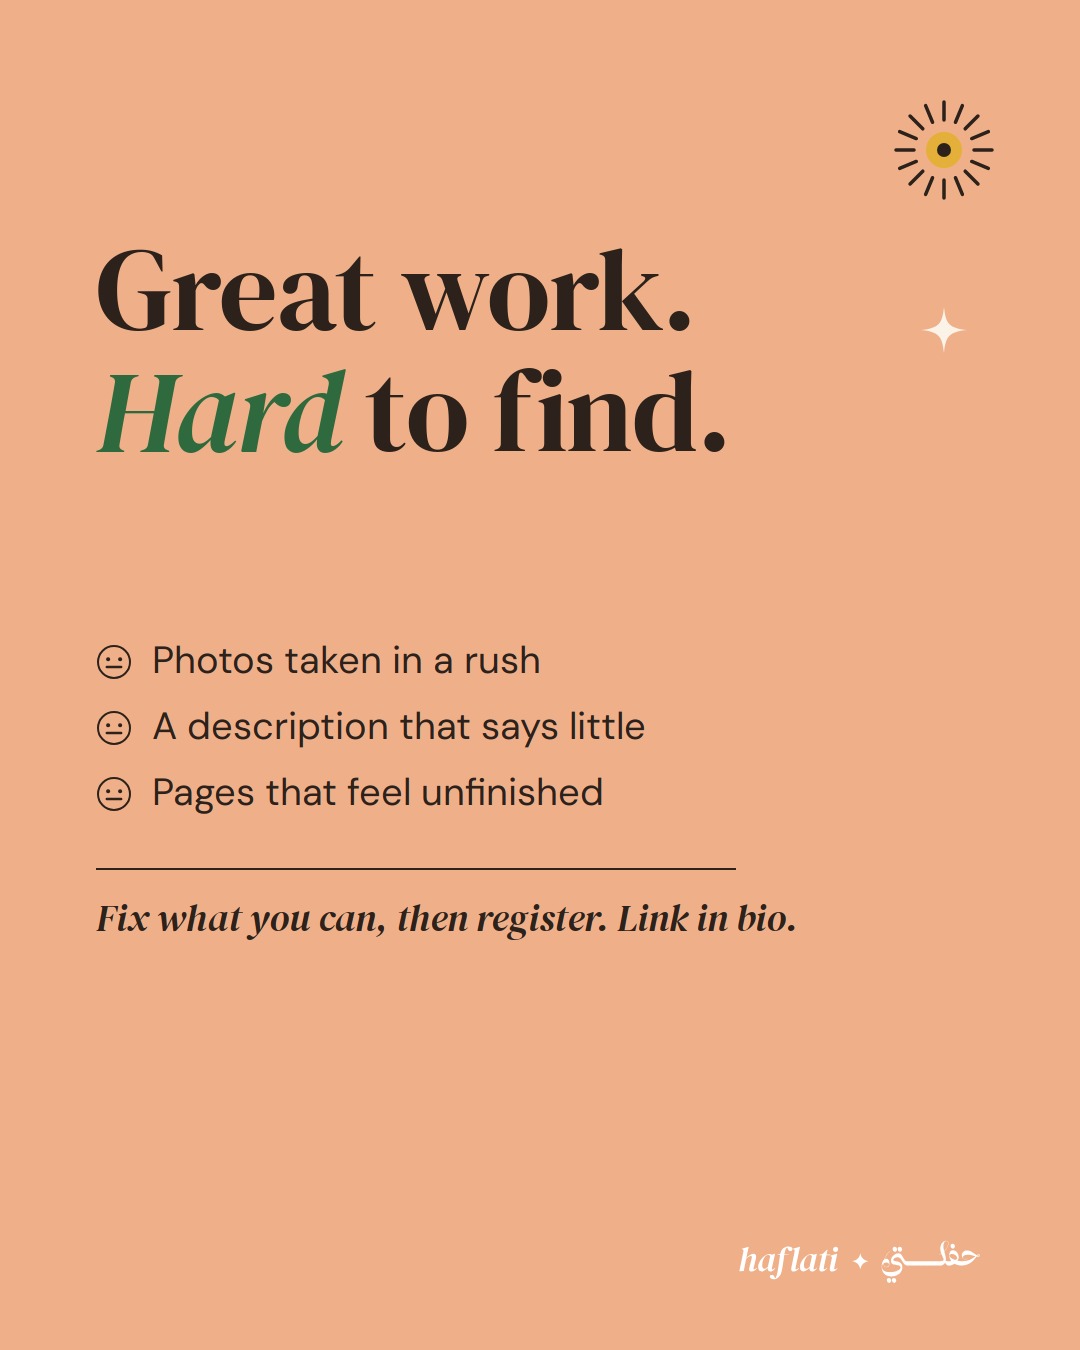 Great work.
Hard to find.
Photos taken in a rush
A description that says little
Pages that feel unfinished
Fix what you can, then register. Link in bio.
haflati ✦ حفلتي